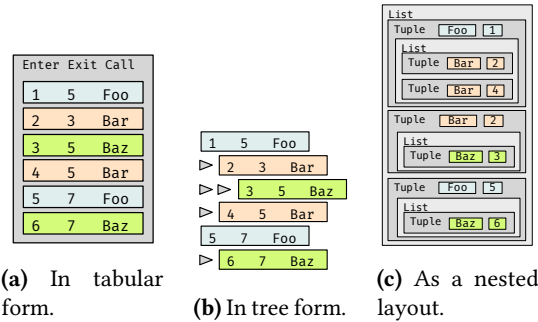 Enter Exit Call
1 5 Foo
2 3 Bar
3 5 Baz
4 5 Bar
5 7 Foo
6 7 Baz
(a) In tabular
form.
1 5 Foo
2 3 Bar
3 5 Baz
4 5 Bar
5 7 Foo
6 7 Baz
(b) In tree form.
List
Tuple Foo 1
List
Tuple Bar 2
Tuple Bar 4
Tuple Bar 2
List
Tuple Baz 3
Tuple Foo 5
List
Tuple Baz 6
(c) As a nested
layout.